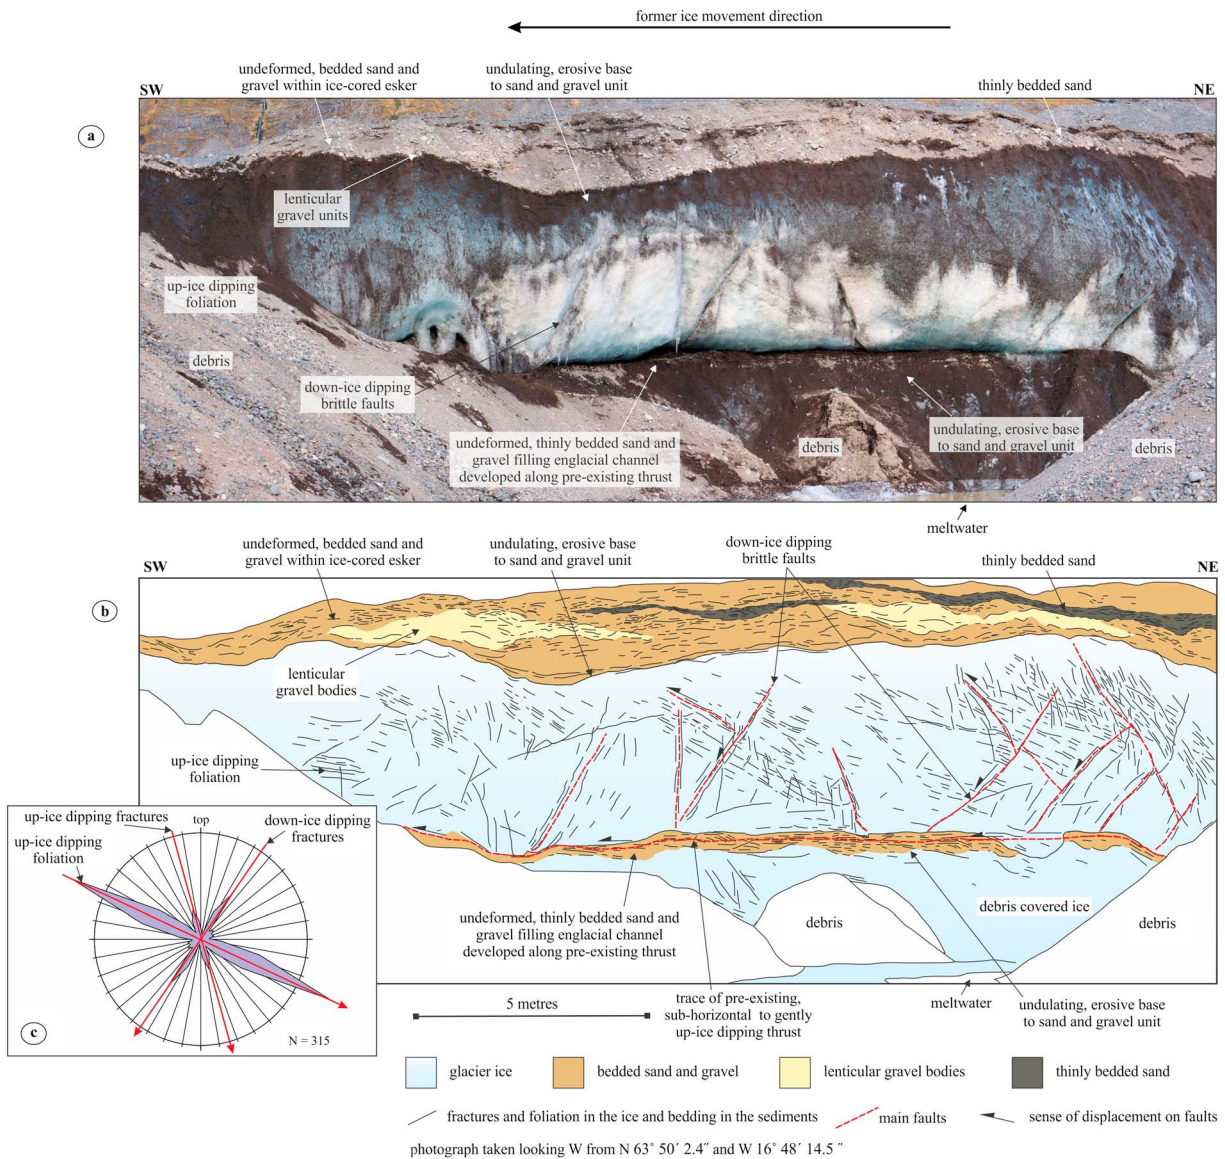 former ice movement direction
SW
NE
a
undeformed, bedded sand and
gravel within ice-cored esker
undulating, erosive base
to sand and gravel unit
thinly bedded sand
lenticular
gravel units
up-ice dipping
foliation
debris
down-ice dipping
brittle faults
undeformed, thinly bedded sand and
gravel filling englacial channel
developed along pre-existing thrust
debris
undulating, erosive base
to sand and gravel unit
debris
meltwater
b
SW
NE
undeformed, bedded sand and
gravel within ice-cored esker
undulating, erosive base
to sand and gravel unit
down-ice dipping
brittle faults
thinly bedded sand
lenticular
gravel bodies
up-ice dipping
foliation
undeformed, thinly bedded sand and
gravel filling englacial channel
developed along pre-existing thrust
debris
debris covered ice
debris
trace of pre-existing,
sub-horizontal to gently
up-ice dipping thrust
meltwater
undulating, erosive base
to sand and gravel unit
5 metres
up-ice dipping fractures
top
down-ice dipping
fractures
up-ice dipping
foliation
c
N = 315
glacier ice
bedded sand and gravel
lenticular gravel bodies
thinly bedded sand
fractures and foliation in the ice and bedding in the sediments
main faults
sense of displacement on faults
photograph taken looking W from N 63° 50´ 2.4˝ and W 16° 48´ 14.5 ˝